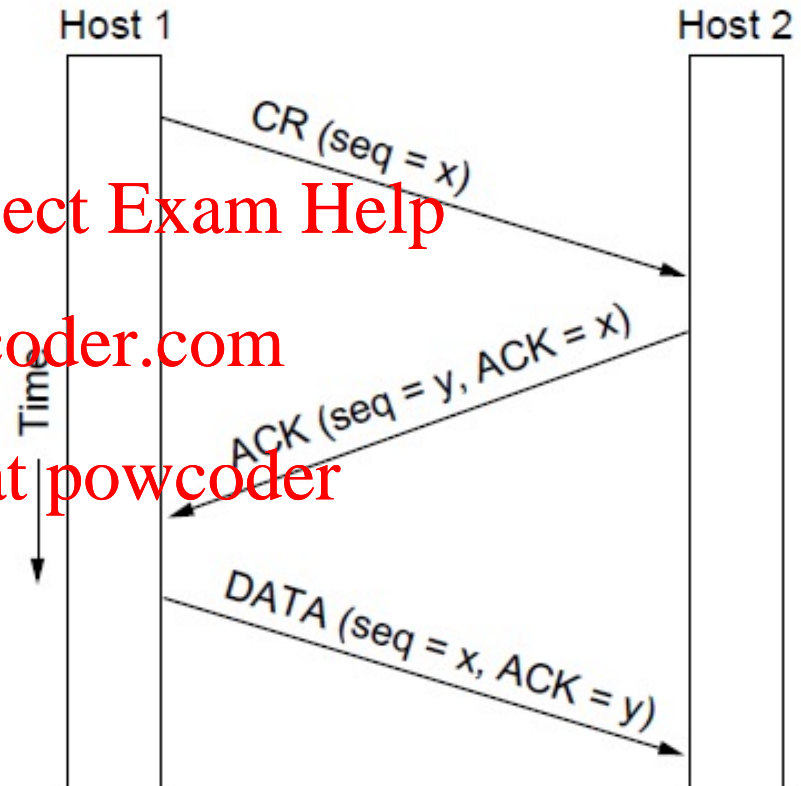 Host 1
Host 2
CR (seq = x)
ect Exam Help
coder.com
Time
ACK (seq = y, ACK = x)
at powcoder
DATA (seq = x, ACK = y)